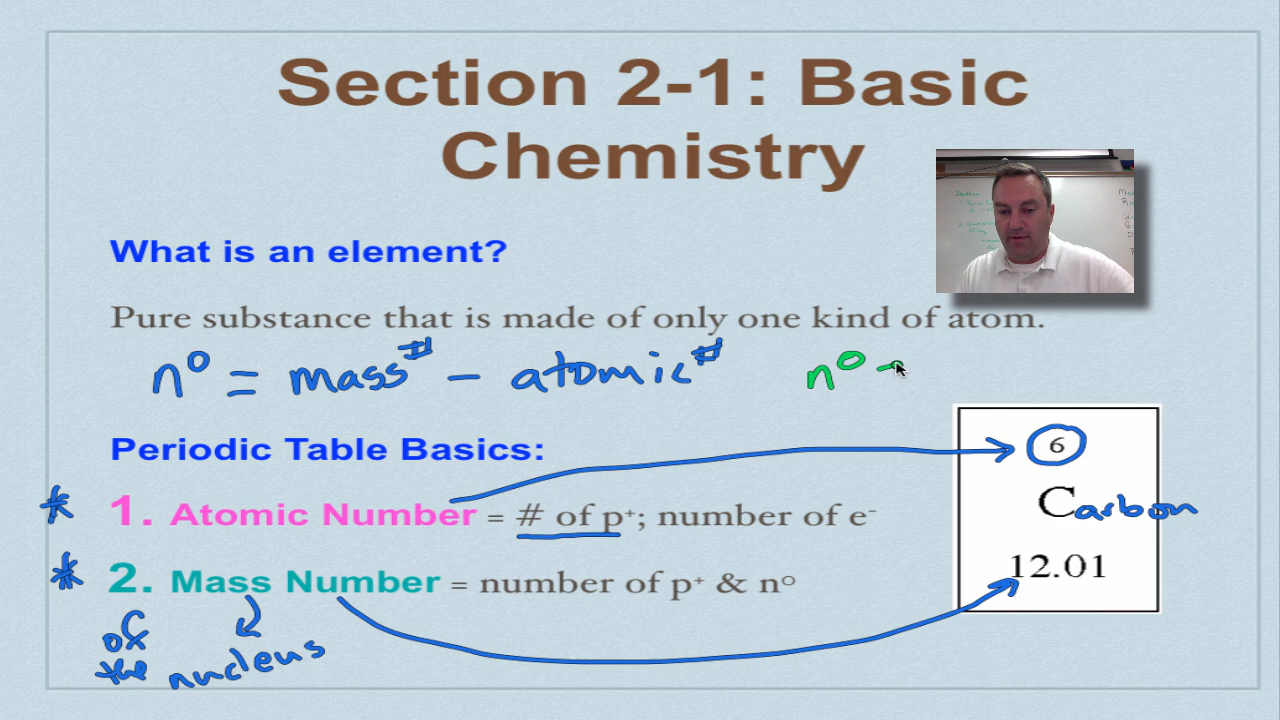 Section 2-1: Basic
Chemistry
What is an element?
Pure substance that is made of only one kind of atom.
n° = mass# - atomic#
n° -
Periodic Table Basics:
* 1. Atomic Number = # of p⁺; number of e⁻
* 2. Mass Number = number of p⁺ & n°
of
the nucleus
6
Carbon
12.01